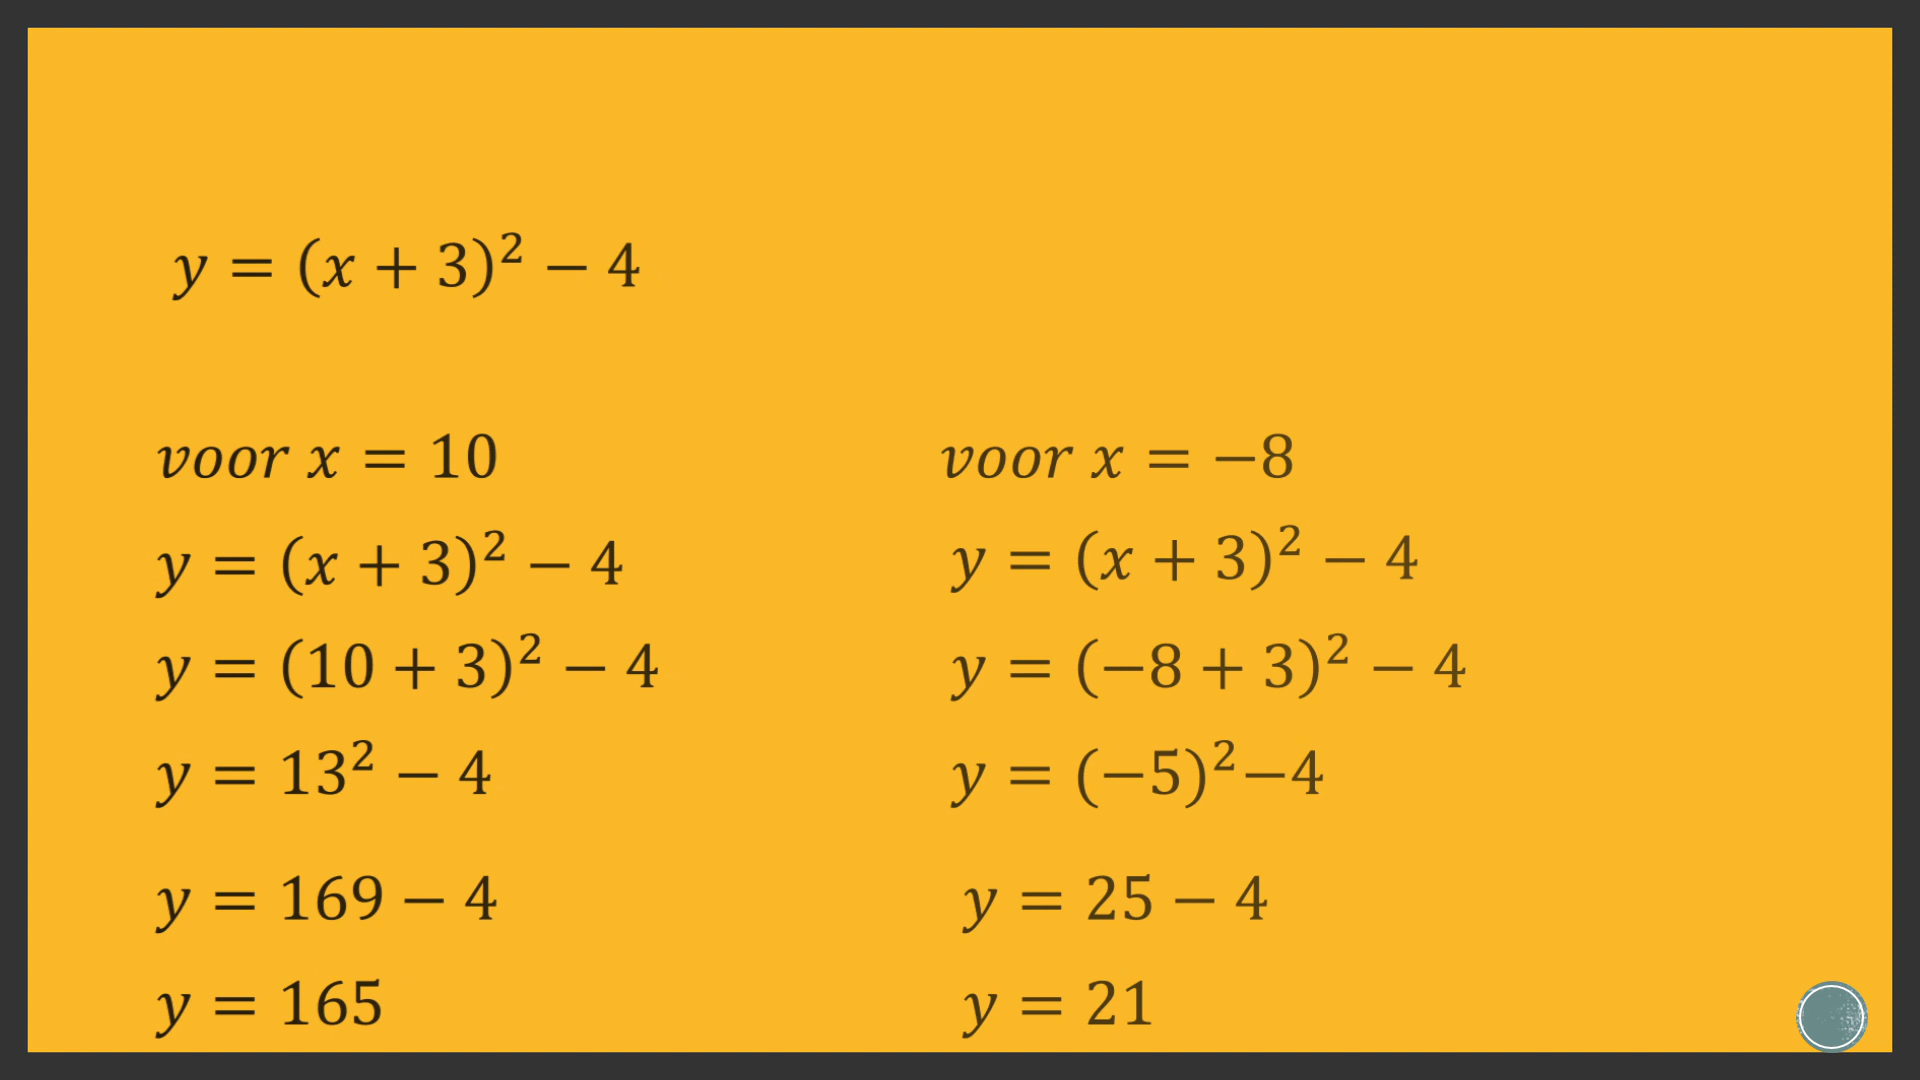 y = (x + 3)² − 4
voor x = 10
y = (x + 3)² − 4
y = (10 + 3)² − 4
y = 13² − 4
y = 169 − 4
y = 165
voor x = −8
y = (x + 3)² − 4
y = (−8 + 3)² − 4
y = (−5)²−4
y = 25 − 4
y = 21